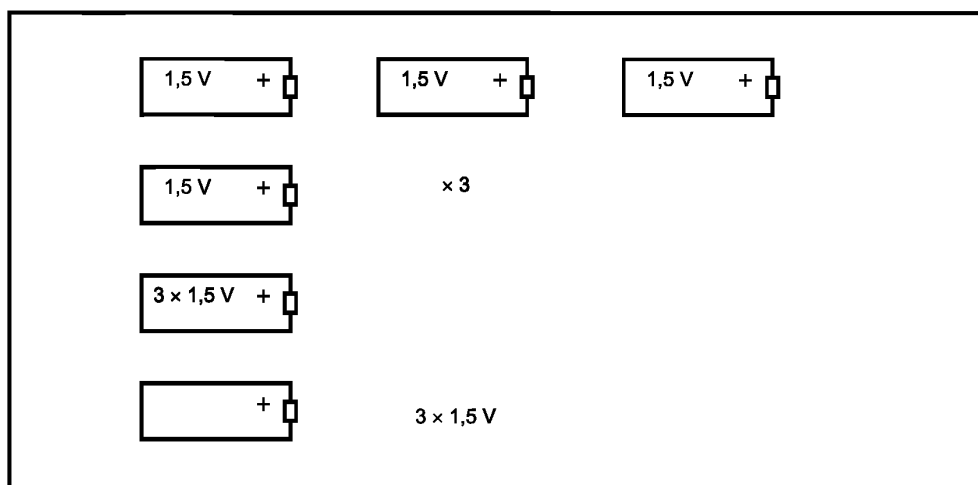 1,5 V + 1,5 V + 1,5 V +
1,5 V + × 3
3 × 1,5 V +
+ 3 × 1,5 V